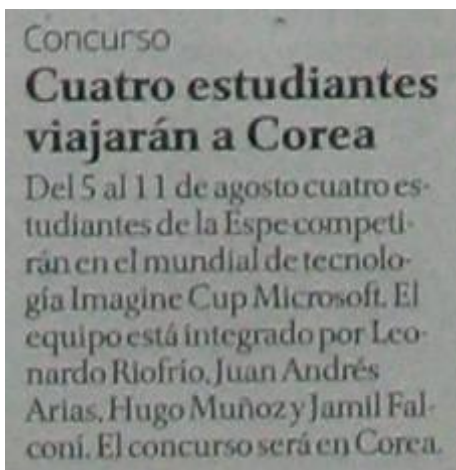 Concurso
Cuatro estudiantes
viajarán a Corea
Del 5 al 11 de agosto cuatro es-
tudiantes de la Espe competi-
rán en el mundial de tecnolo-
gía Imagine Cup Microsoft. El
equipo está integrado por Leo-
nardo Riofrío, Juan Andrés
Arias, Hugo Muñoz y Jamil Fal-
coní. El concurso será en Corea.